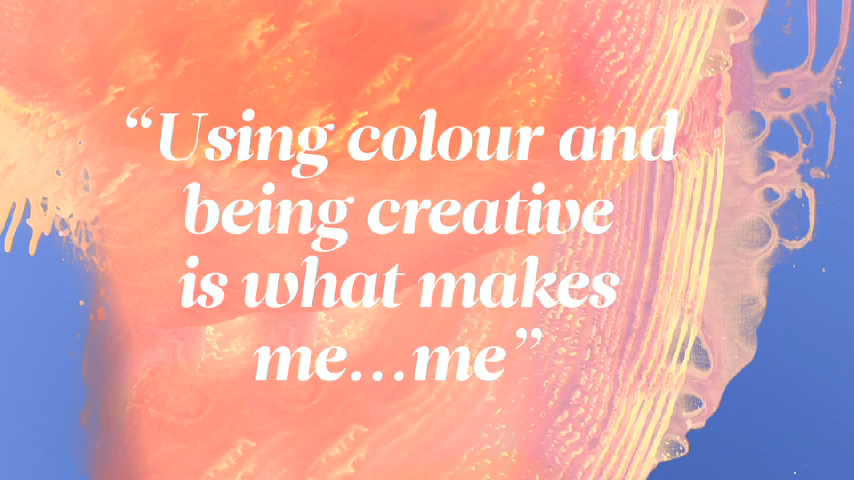 “Using colour and
being creative
is what makes
me...me”